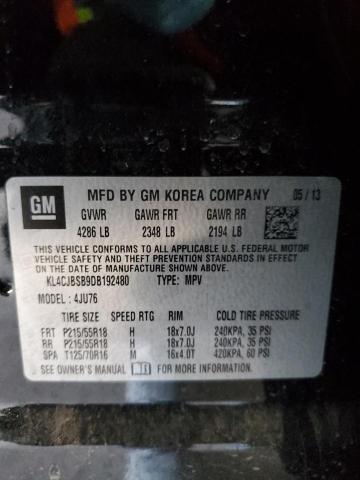 GM MFD BY GM KOREA COMPANY 05/13
GVWR GAWR FRT GAWR RR
4286 LB 2348 LB 2194 LB
THIS VEHICLE CONFORMS TO ALL APPLICABLE U.S. FEDERAL MOTOR
VEHICLE SAFETY AND THEFT PREVENTION STANDARDS IN EFFECT
ON THE DATE OF MANUFACTURE SHOWN ABOVE.
KL4CJBSB9DB192480 TYPE: MPV
MODEL : 4JU76
TIRE SIZE SPEED RTG RIM COLD TIRE PRESSURE
FRT P215/55R18 H 18x7.0J 240KPA, 35 PSI
RR P215/55R18 H 18x7.0J 240KPA, 35 PSI
SPA T125/70R16 M 16x4.0T 420KPA, 60 PSI
SEE OWNER'S MANUAL FOR MORE INFORMATION.